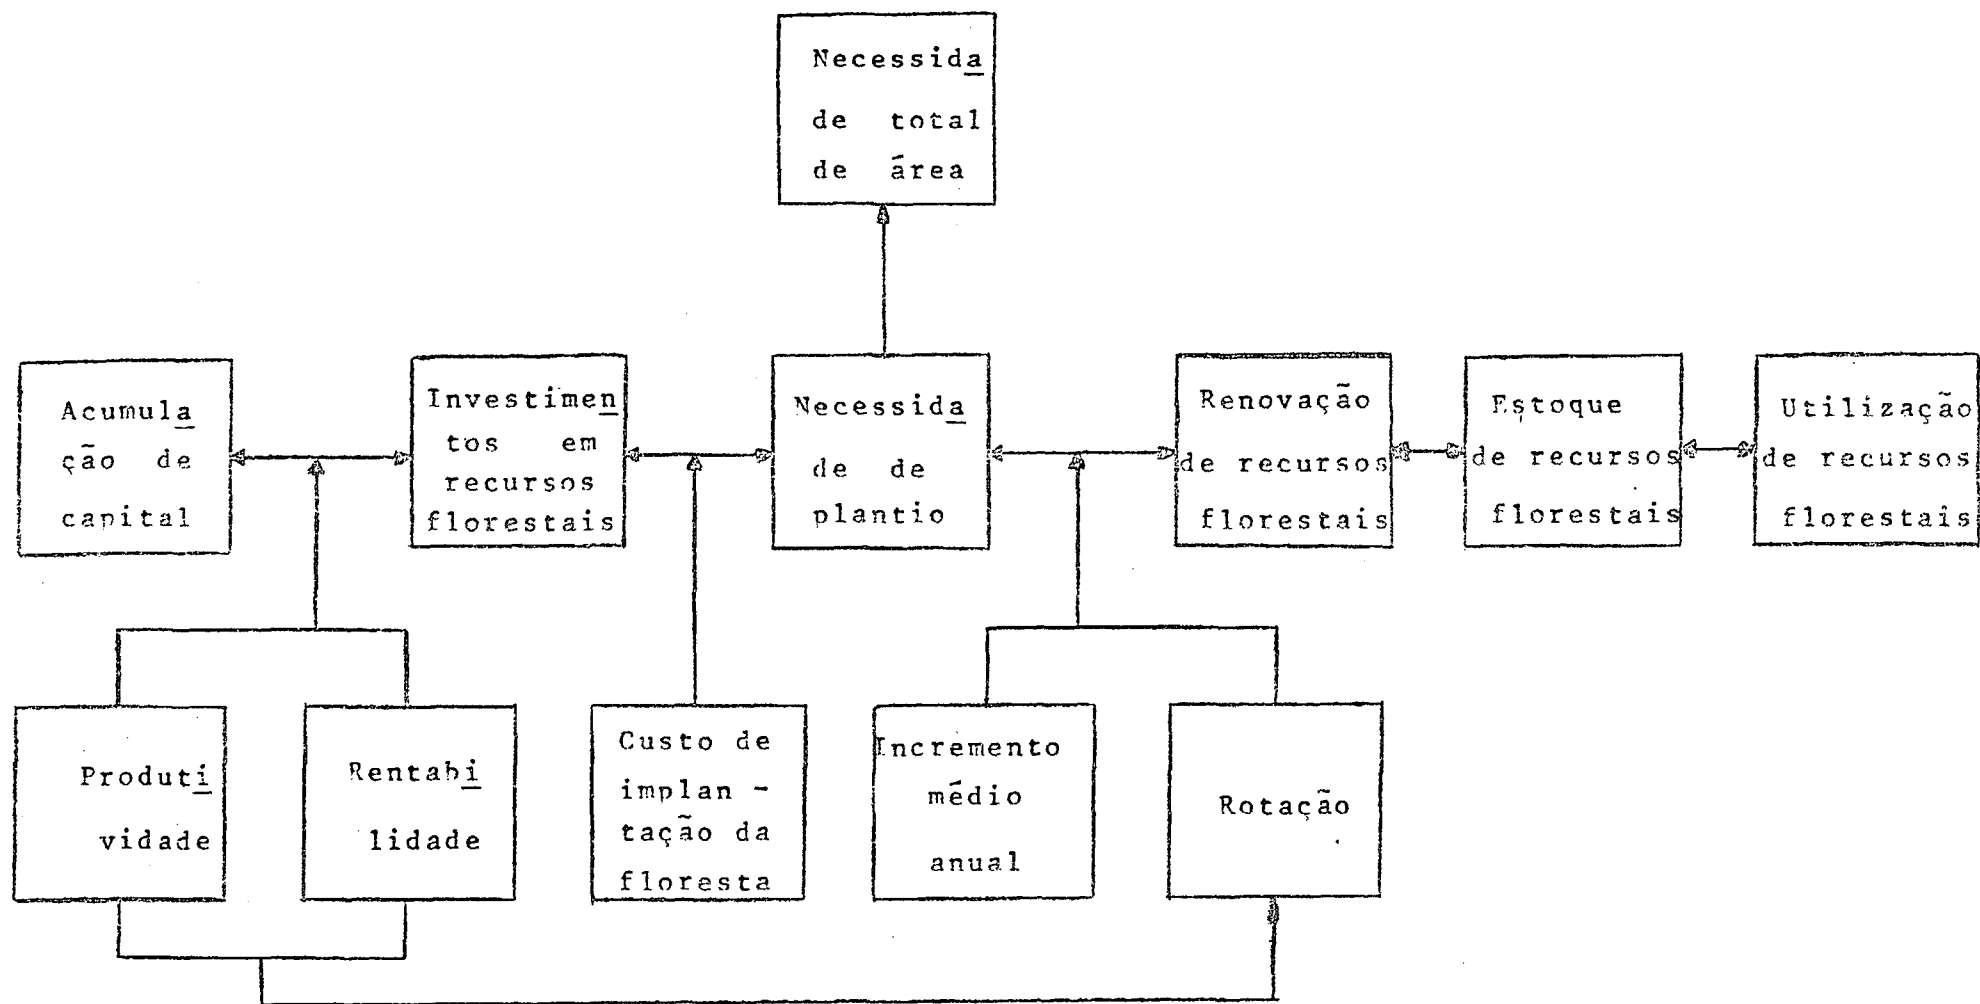 Necessida
de total
de área
Acumula
ção de
capital
Investimen
tos em
recursos
florestais
Necessida
de de
plantio
Renovação
de recursos
florestais
Estoque
de recursos
florestais
Utilização
de recursos
florestais
Produti
vidade
Rentabi
lidade
Custo de
implan -
tação da
floresta
Incremento
médio
anual
Rotação